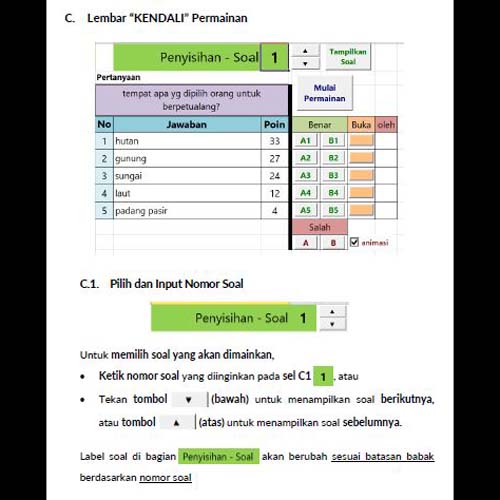 C. Lembar “KENDALI” Permainan
Penyisihan - Soal 1 ▲ ▼ Tampilkan Soal
Pertanyaan
tempat apa yg dipilih orang untuk berpetualang?
Mulai Permainan
No Jawaban Poin Benar Buka oleh
1 hutan 33 A1 B1
2 gunung 27 A2 B2
3 sungai 24 A3 B3
4 laut 12 A4 B4
5 padang pasir 4 A5 B5
Salah
A B animasi
C.1. Pilih dan Input Nomor Soal
Penyisihan - Soal 1 ▲ ▼
Untuk memilih soal yang akan dimainkan,
• Ketik nomor soal yang diinginkan pada sel C1 1 , atau
• Tekan tombol ▼ (bawah) untuk menampilkan soal berikutnya,
atau tombol ▲ (atas) untuk menampilkan soal sebelumnya.
Label soal di bagian Penyisihan - Soal akan berubah sesuai batasan babak
berdasarkan nomor soal